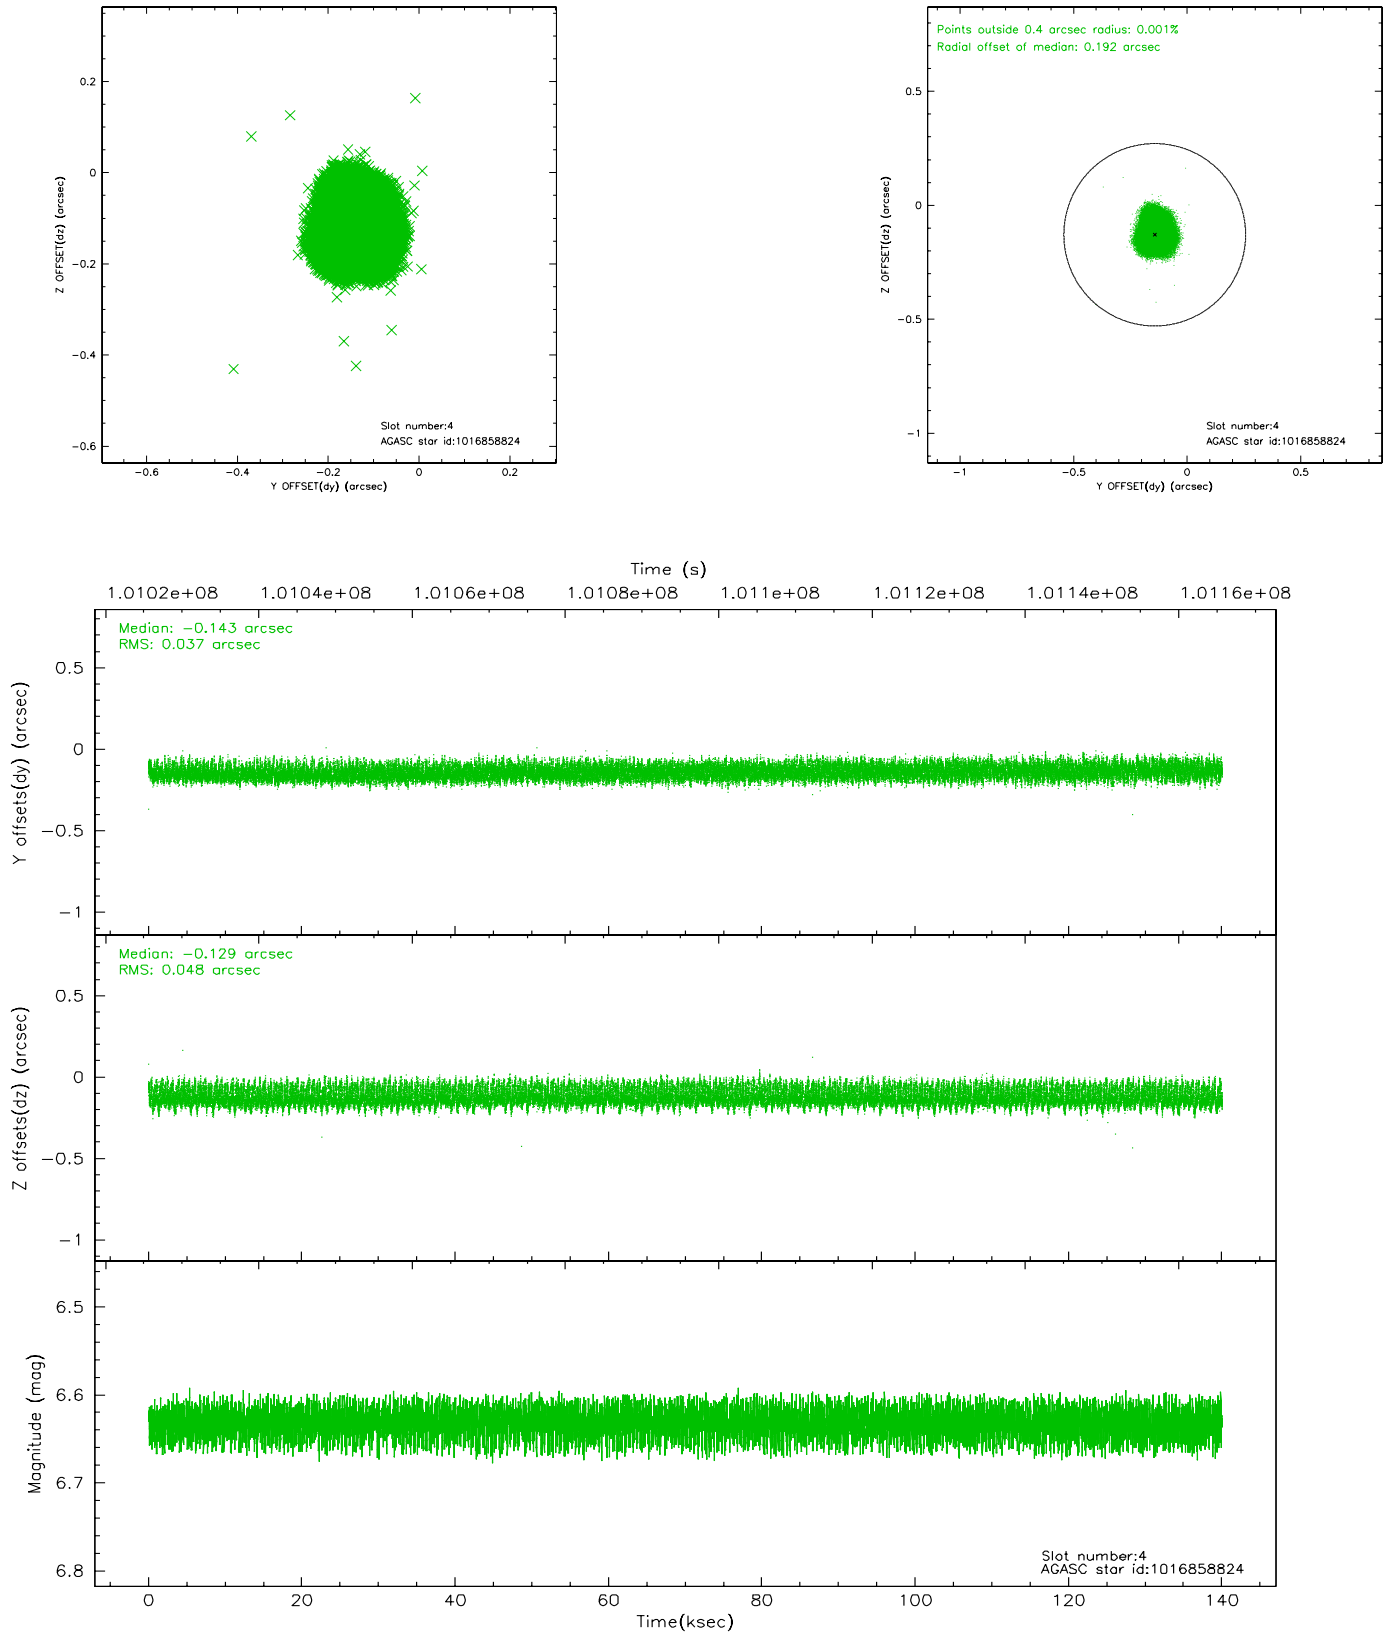 0.2
0
−0.2
−0.4
−0.6
Z OFFSET(dz) (arcsec)
Slot number:4
AGASC star id:1016858824
−0.6
−0.4
−0.2
0
0.2
Y OFFSET(dy) (arcsec)
Points outside 0.4 arcsec radius: 0.001%
Radial offset of median: 0.192 arcsec
0.5
0
−0.5
−1
Z OFFSET(dz) (arcsec)
Slot number:4
AGASC star id:1016858824
−1
−0.5
0
0.5
Y OFFSET(dy) (arcsec)
Time (s)
1.0102e+08
1.0104e+08
1.0106e+08
1.0108e+08
1.011e+08
1.0112e+08
1.0114e+08
1.0116e+08
Median: −0.143 arcsec
RMS: 0.037 arcsec
0.5
0
−0.5
−1
Y offsets(dy) (arcsec)
Median: −0.129 arcsec
RMS: 0.048 arcsec
0.5
0
−0.5
−1
Z offsets(dz) (arcsec)
6.5
6.6
6.7
6.8
Magnitude (mag)
Slot number:4
AGASC star id:1016858824
0
20
40
60
80
100
120
140
Time(ksec)